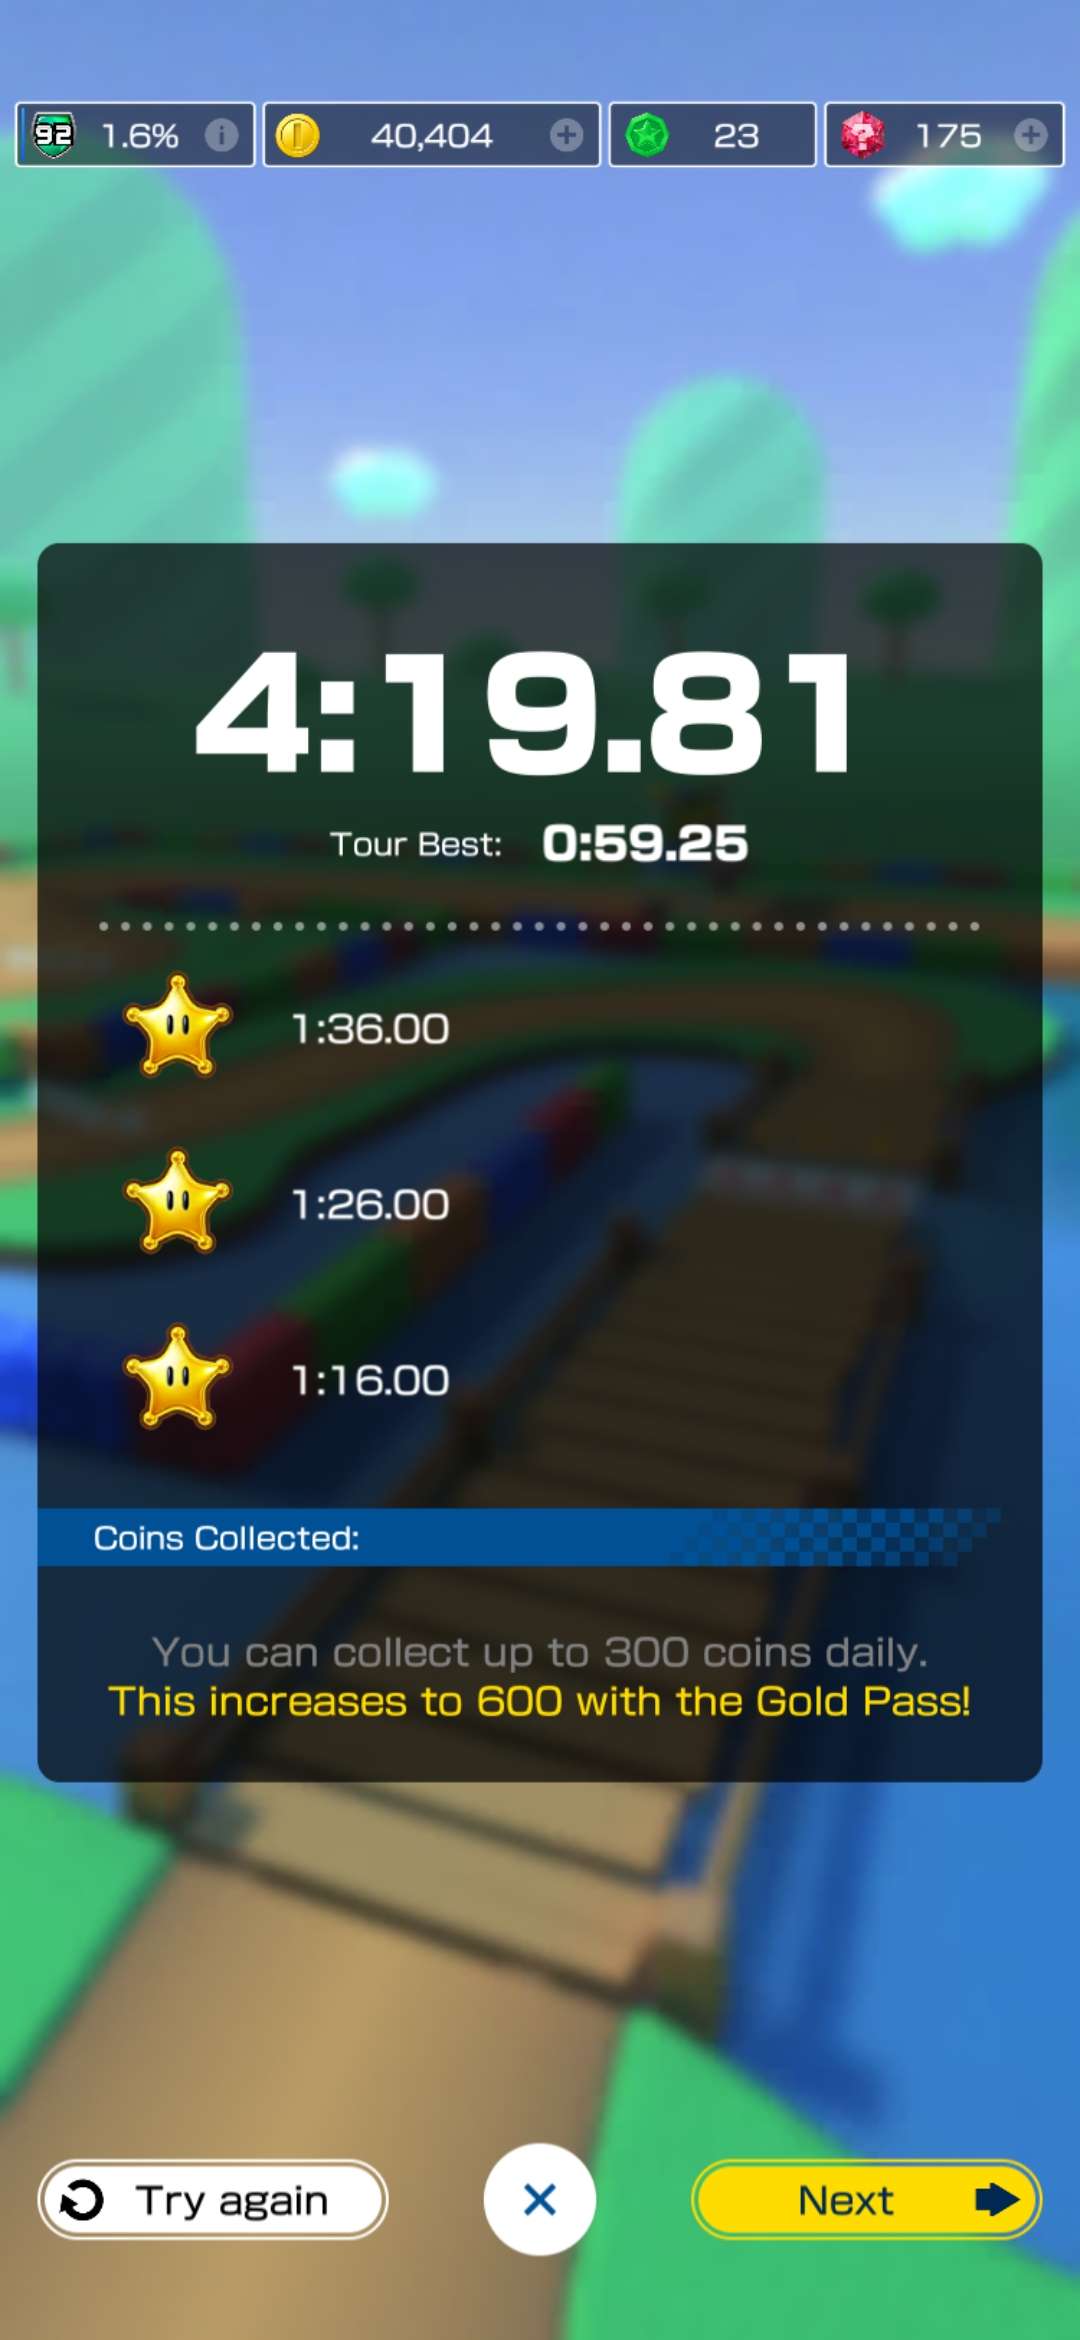 92 1.6% i 40,404 + 23 ? 175 +
4:19.81
Tour Best: 0:59.25
1:36.00
1:26.00
1:16.00
Coins Collected:
You can collect up to 300 coins daily.
This increases to 600 with the Gold Pass!
Try again × Next